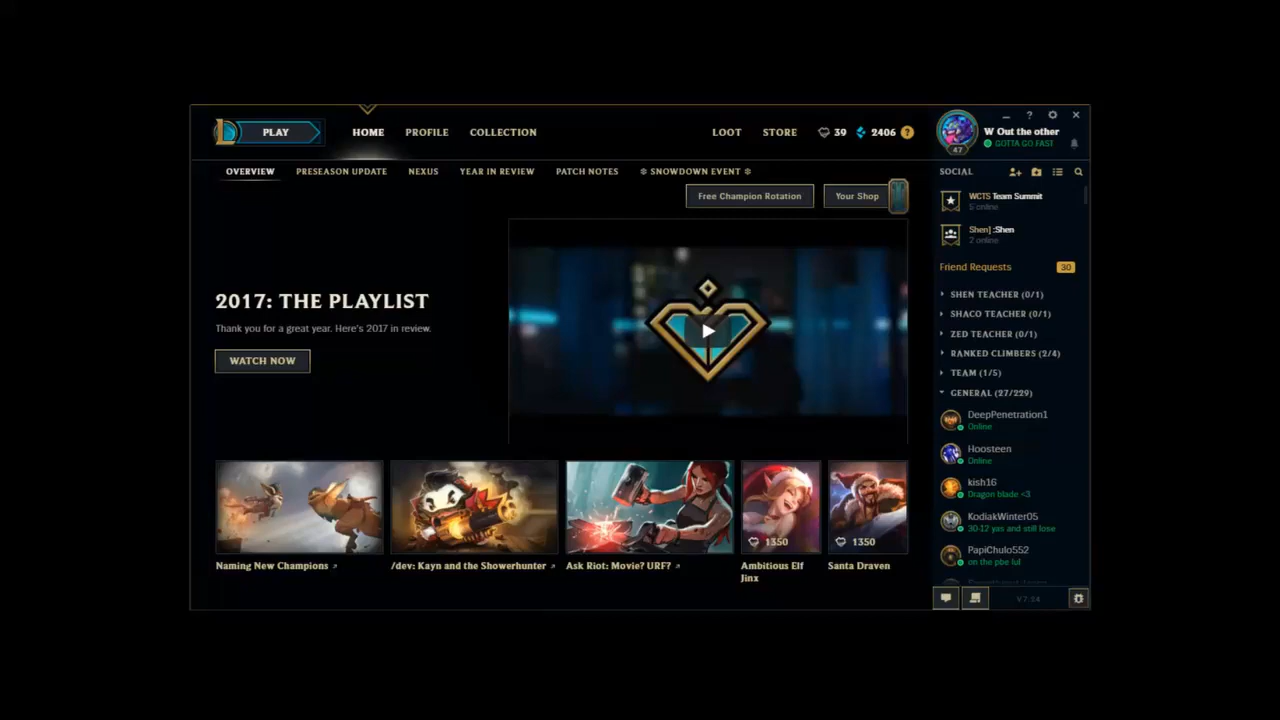 PLAY
HOME
PROFILE
COLLECTION
LOOT
STORE
39
2406
?
?
W Out the other
47
GOTTA GO FAST
OVERVIEW
PRESEASON UPDATE
NEXUS
YEAR IN REVIEW
PATCH NOTES
❄ SNOWDOWN EVENT ❄
SOCIAL
Free Champion Rotation
Your Shop
WCTS Team Summit
5 online
Shen] :Shen
2 online
Friend Requests
30
SHEN TEACHER (0/1)
SHACO TEACHER (0/1)
ZED TEACHER (0/1)
RANKED CLIMBERS (2/4)
TEAM (1/5)
GENERAL (27/229)
2017: THE PLAYLIST
Thank you for a great year. Here's 2017 in review.
WATCH NOW
DeepPenetration1
Online
Hoosteen
Online
kish16
Dragon blade <3
KodiakWinter05
30-12 yas and still lose
PapiChulo552
on the pbe lul
1350
1350
Naming New Champions
/dev: Kayn and the Showerhunter
Ask Riot: Movie? URF?
Ambitious Elf
Jinx
Santa Draven
V7.24